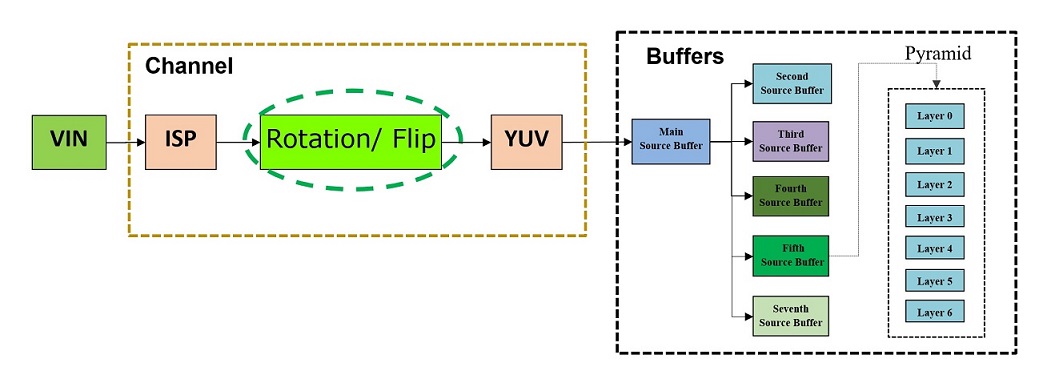 Channel
VIN
ISP
Rotation/ Flip
YUV
Buffers
Main
Source Buffer
Second
Source Buffer
Third
Source Buffer
Fourth
Source Buffer
Fifth
Source Buffer
Seventh
Source Buffer
Pyramid
Layer 0
Layer 1
Layer 2
Layer 3
Layer 4
Layer 5
Layer 6